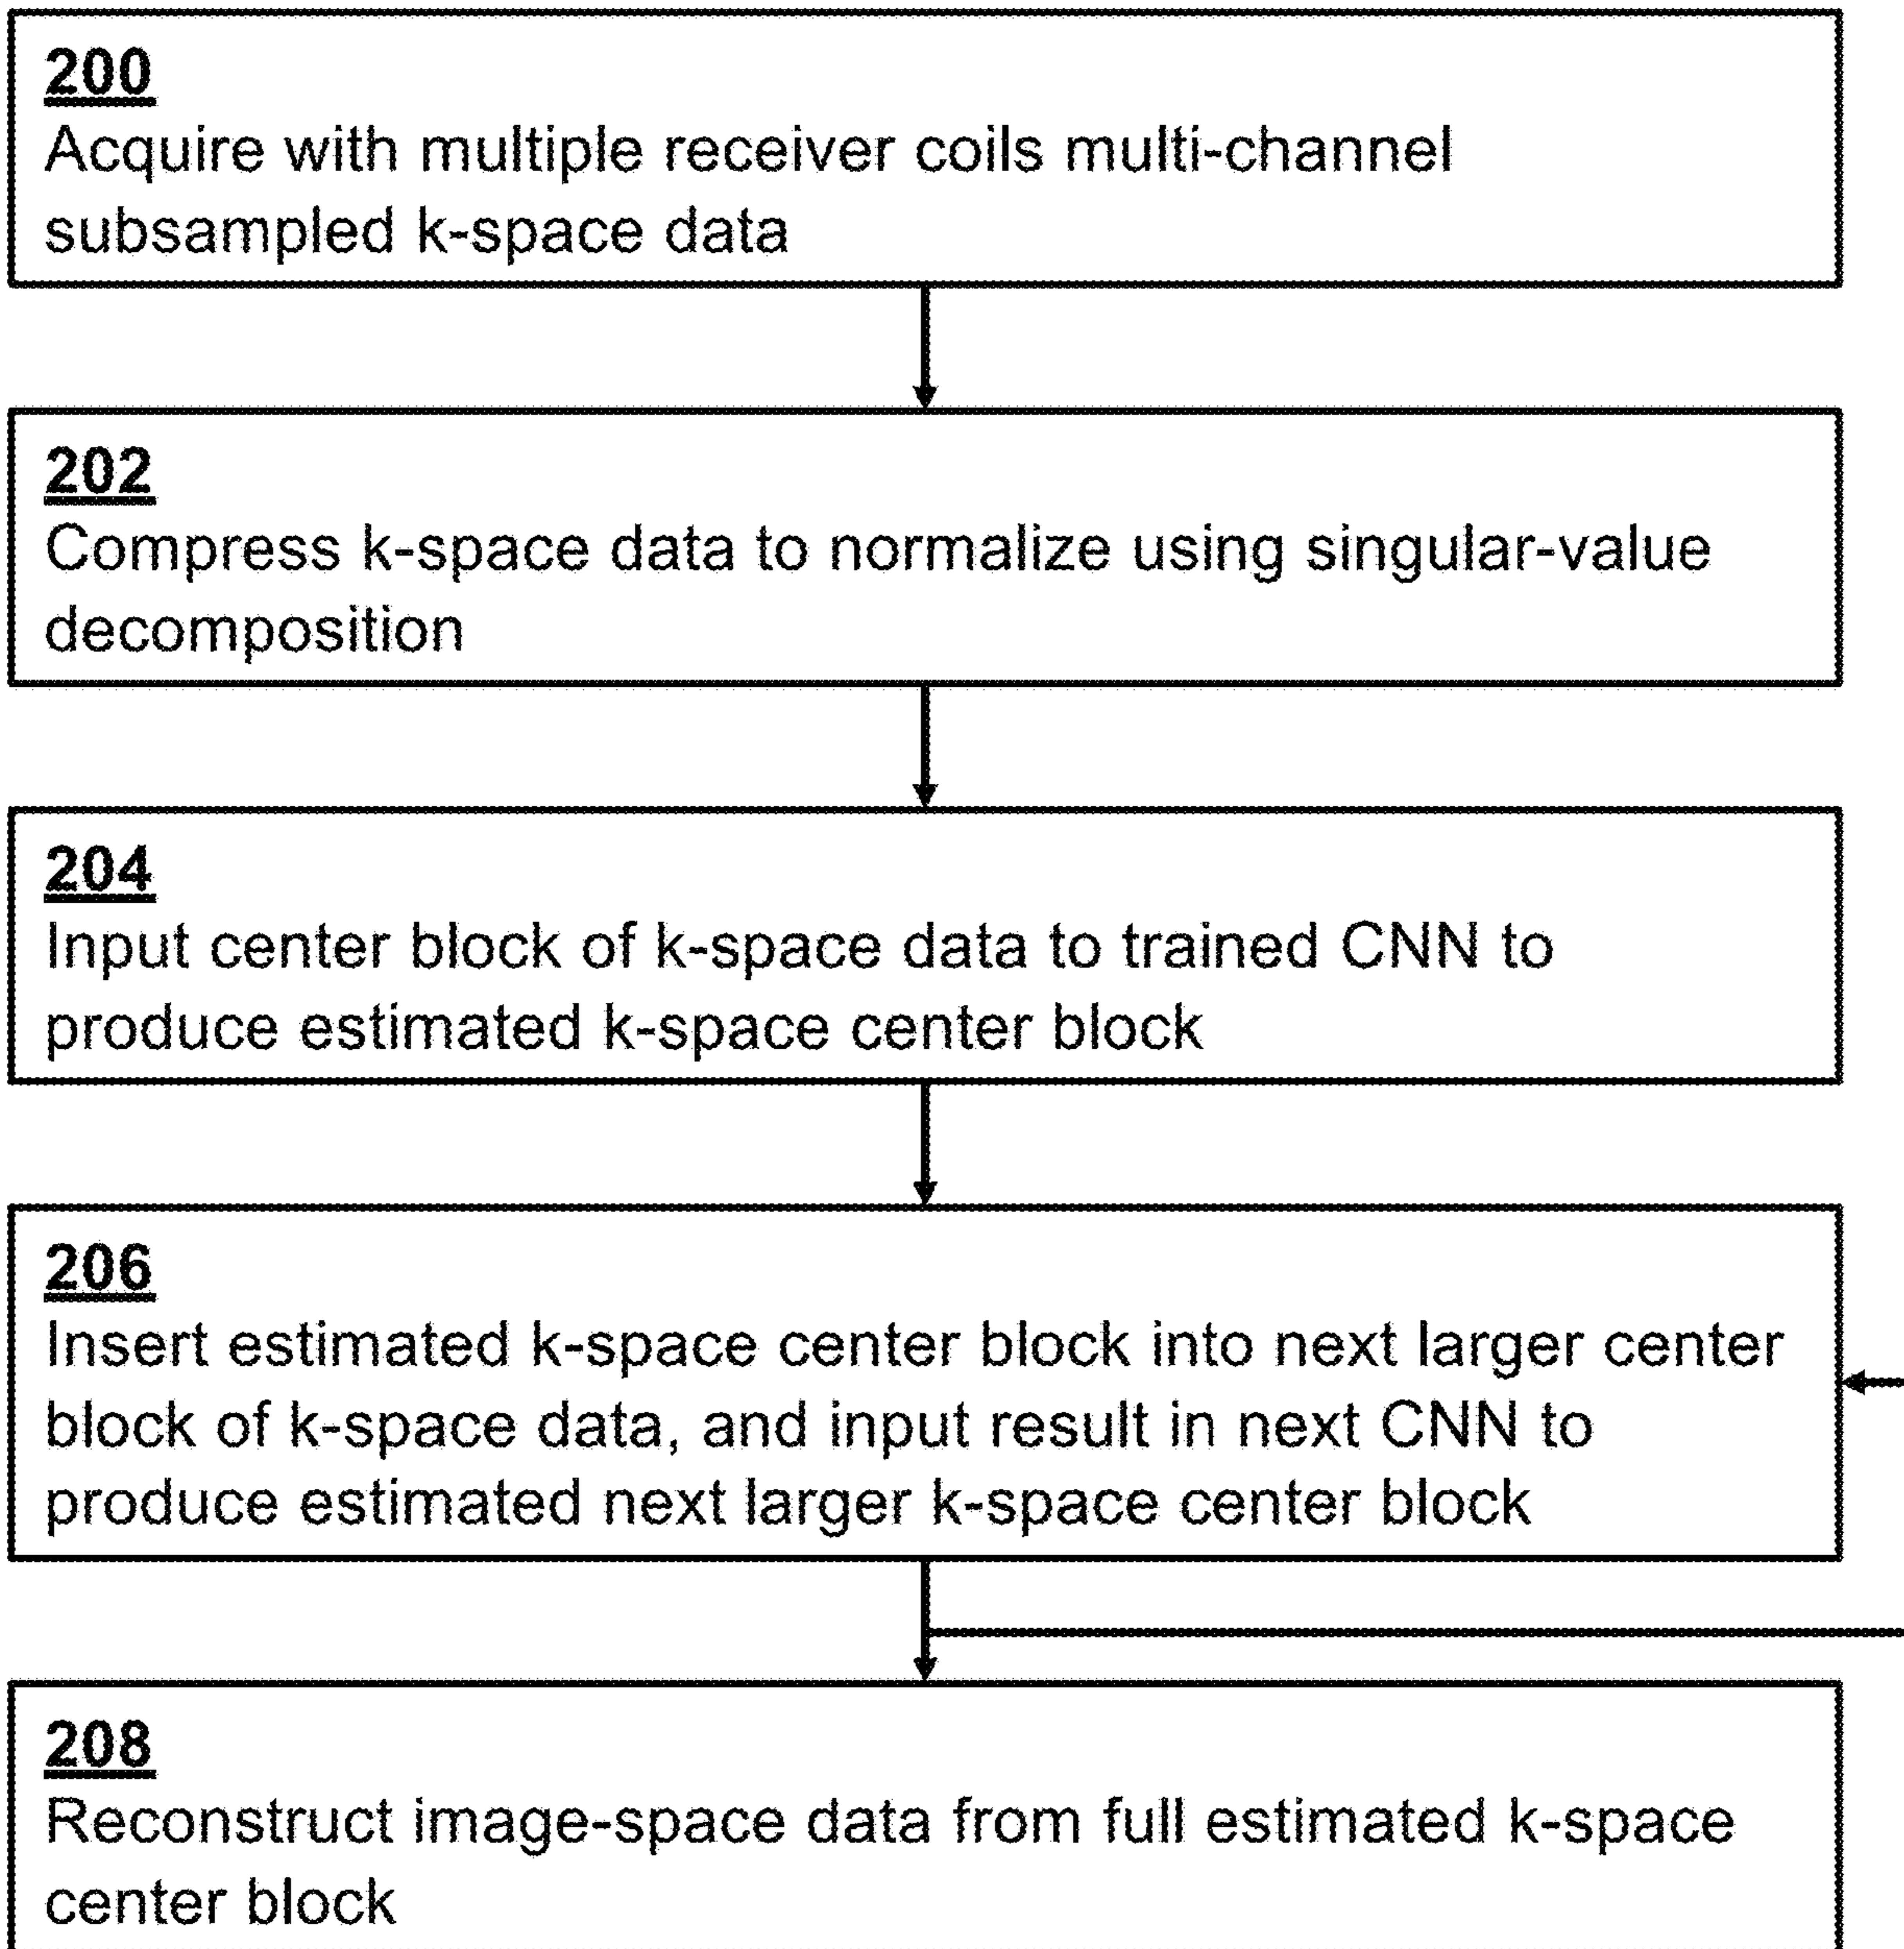 200
Acquire with multiple receiver coils multi-channel
subsampled k-space data
202
Compress k-space data to normalize using singular-value
decomposition
204
Input center block of k-space data to trained CNN to
produce estimated k-space center block
206
Insert estimated k-space center block into next larger center
block of k-space data, and input result in next CNN to
produce estimated next larger k-space center block
208
Reconstruct image-space data from full estimated k-space
center block